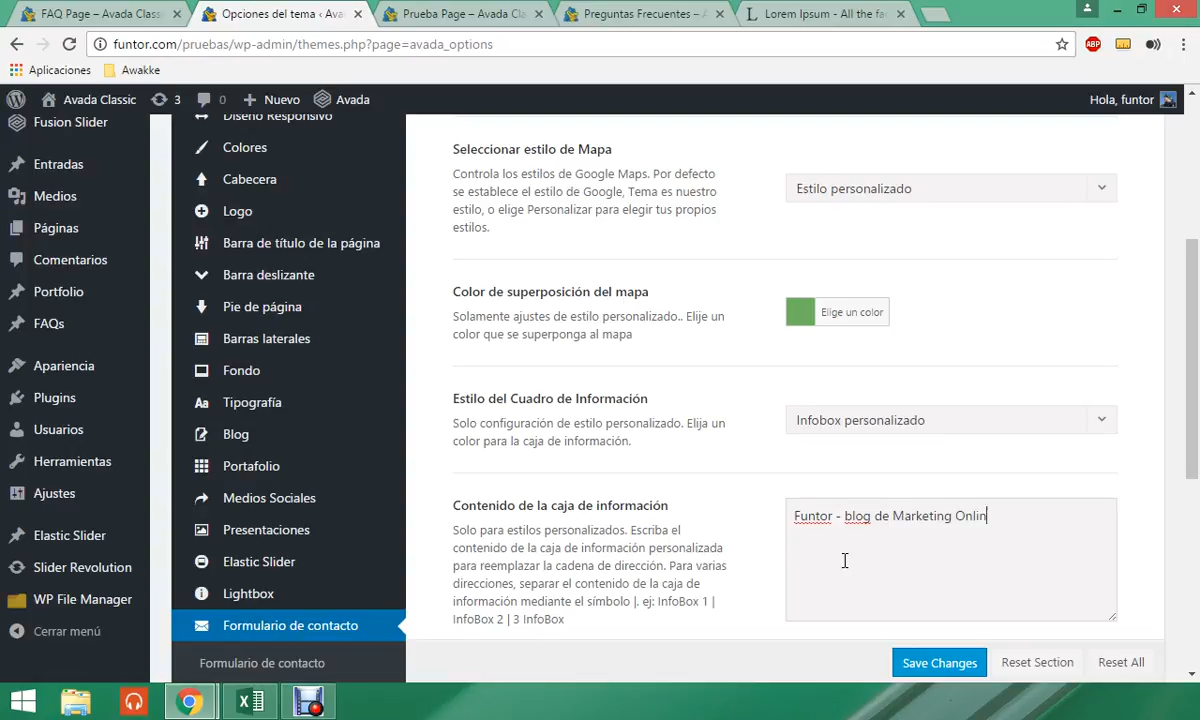 FAQ Page – Avada Clas
Opciones del tema ‹ Ava
Prueba Page – Avada Cl
Preguntas Frecuentes – A
Lorem Ipsum - All the fa
funtor.com/pruebas/wp-admin/themes.php?page=avada_options
ABP
Aplicaciones
Awakke
Avada Classic
3
0
Nuevo
Avada
Hola, funtor
Fusion Slider
Entradas
Medios
Páginas
Comentarios
Portfolio
FAQs
Apariencia
Plugins
Usuarios
Herramientas
Ajustes
Elastic Slider
Slider Revolution
WP File Manager
Cerrar menú
Diseño Responsivo
Colores
Cabecera
Logo
Barra de título de la página
Barra deslizante
Pie de página
Barras laterales
Fondo
Aa Tipografía
Blog
Portafolio
Medios Sociales
Presentaciones
Elastic Slider
Lightbox
Formulario de contacto
Formulario de contacto
Seleccionar estilo de Mapa
Controla los estilos de Google Maps. Por defecto
se establece el estilo de Google, Tema es nuestro
estilo, o elige Personalizar para elegir tus propios
estilos.
Estilo personalizado
Color de superposición del mapa
Solamente ajustes de estilo personalizado.. Elije un
color que se superponga al mapa
Elige un color
Estilo del Cuadro de Información
Solo configuración de estilo personalizado. Elija un
color para la caja de información.
Infobox personalizado
Contenido de la caja de información
Solo para estilos personalizados. Escriba el
contenido de la caja de información personalizada
para reemplazar la cadena de dirección. Para varias
direcciones, separar el contenido de la caja de
información mediante el símbolo |. ej: InfoBox 1 |
InfoBox 2 | 3 InfoBox
Funtor - blog de Marketing Onlin
Save Changes
Reset Section
Reset All